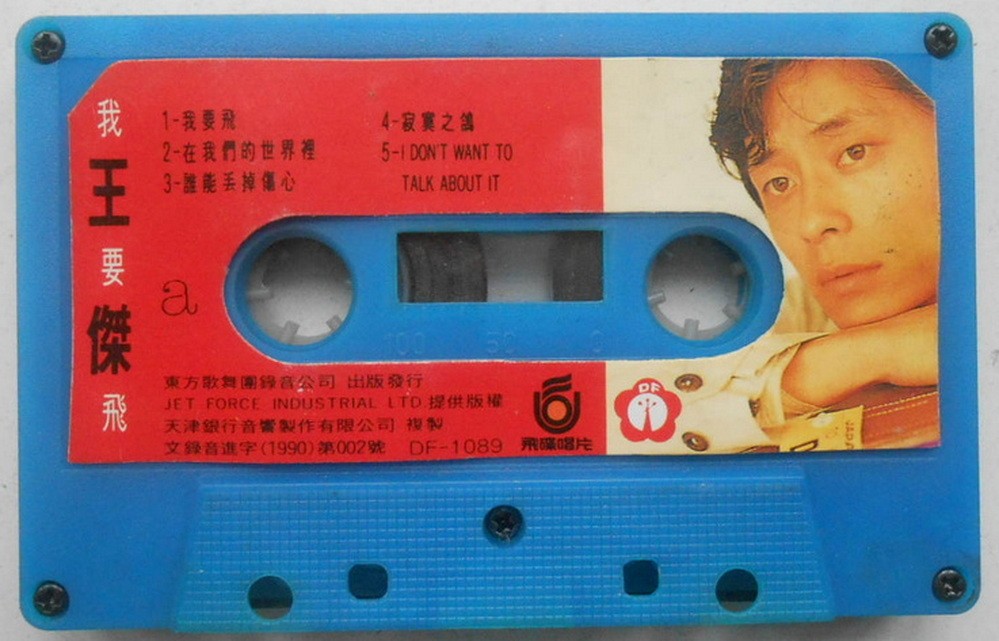 我要飛
王傑
1-我要飛
2-在我們的世界裡
3-誰能丟掉傷心
4-寂寞之鴿
5-I DON'T WANT TO
TALK ABOUT IT
a
100 50 0
東方歌舞團錄音公司 出版發行
JET FORCE INDUSTRIAL LTD.提供版權
天津銀行音響製作有限公司 複製
文錄音進字(1990)第002號 DF-1089
飛碟唱片
DF